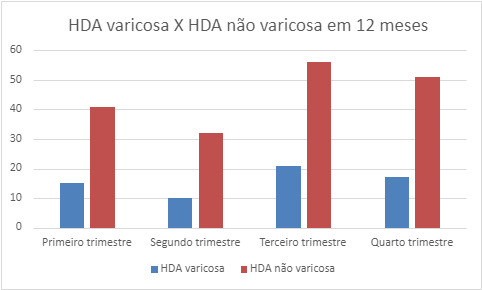 HDA varicosa X HDA não varicosa em 12 meses
60
50
40
30
20
10
0
Primeiro trimestre Segundo trimestre Terceiro trimestre Quarto trimestre
HDA varicosa HDA não varicosa